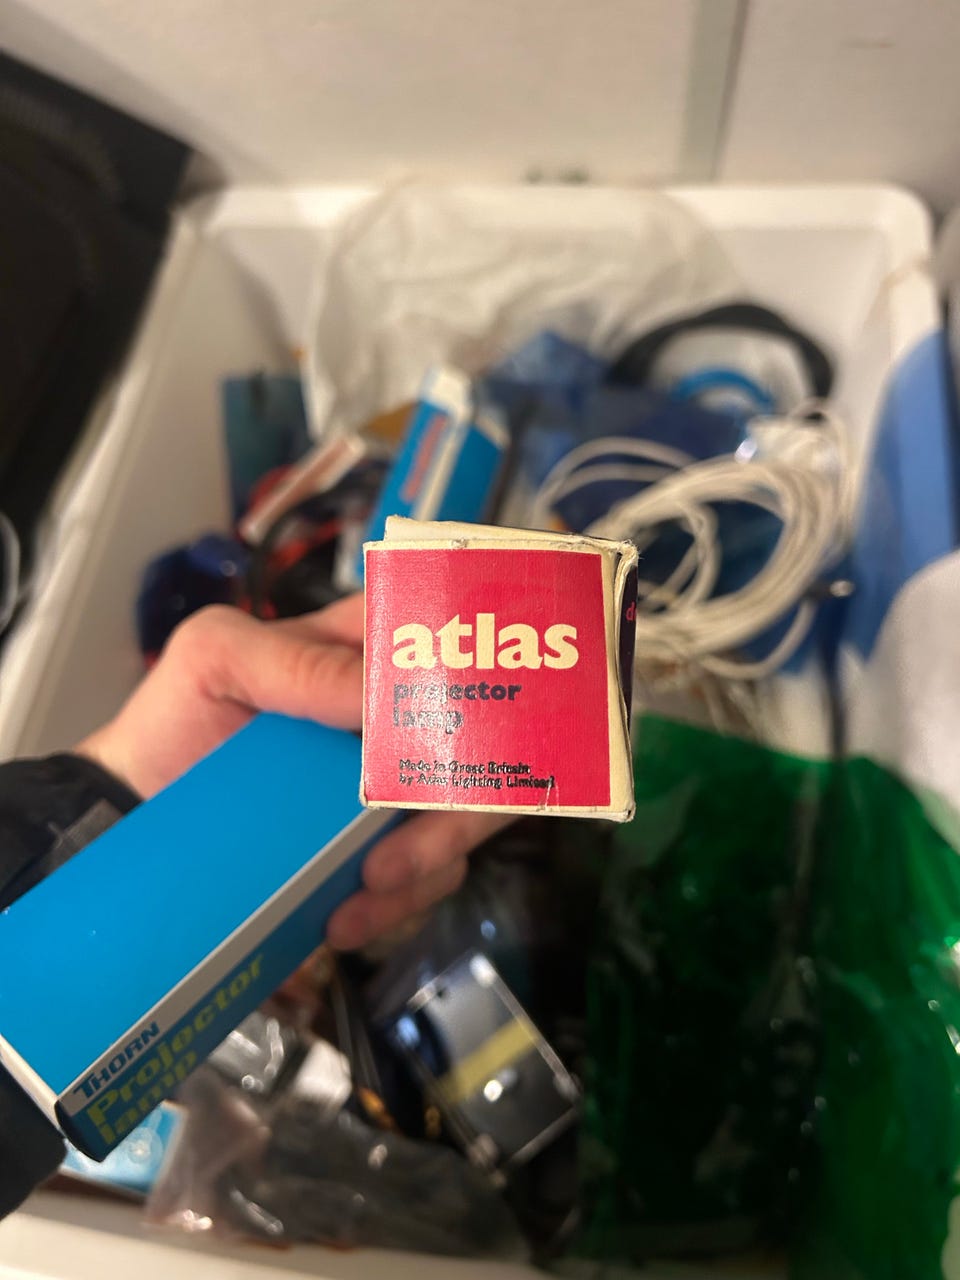 atlas
projector
lamp
Made in Great Britain
by Atlas Lighting Limited
THORN
Projector
lamp